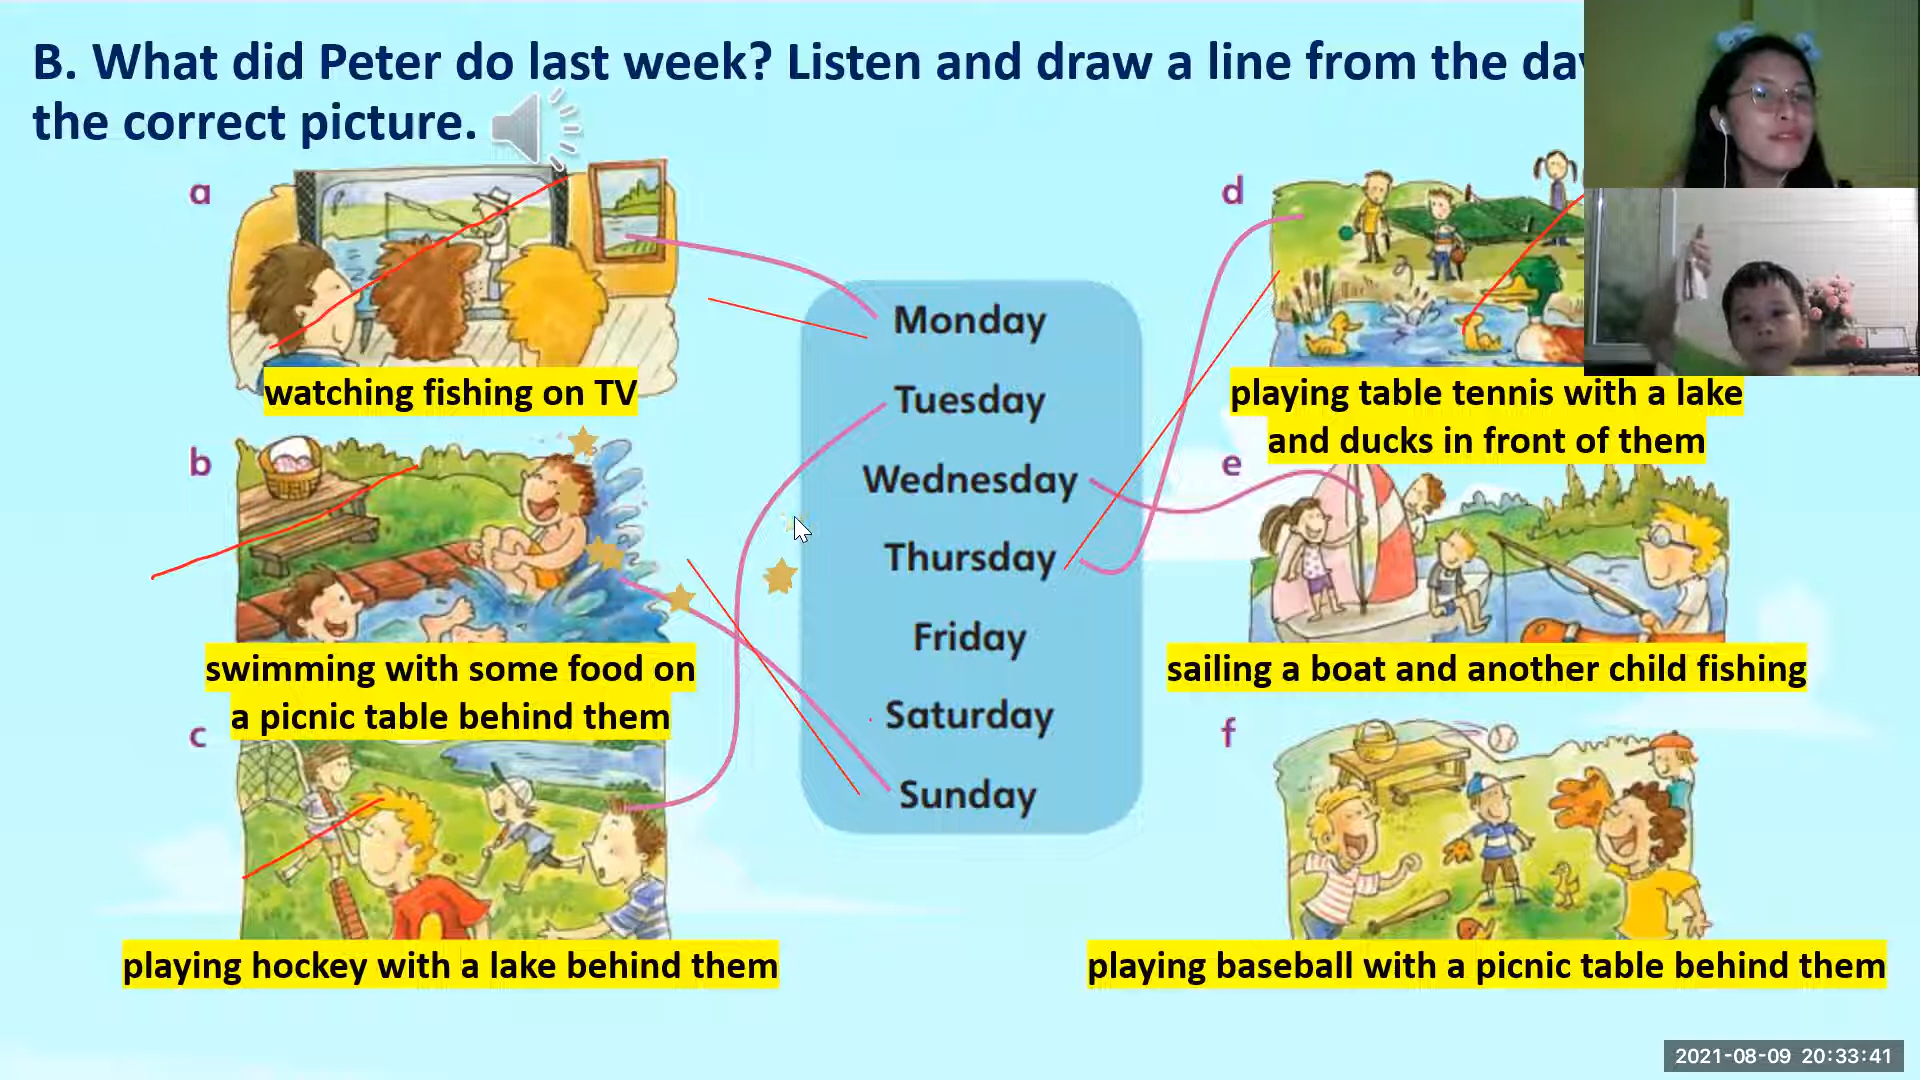 B. What did Peter do last week? Listen and draw a line from the day
the correct picture.
a
watching fishing on TV
b
swimming with some food on
a picnic table behind them
c
playing hockey with a lake behind them
Monday
Tuesday
Wednesday
Thursday
Friday
Saturday
Sunday
d
playing table tennis with a lake
and ducks in front of them
e
sailing a boat and another child fishing
f
playing baseball with a picnic table behind them
2021-08-09 20:33:41